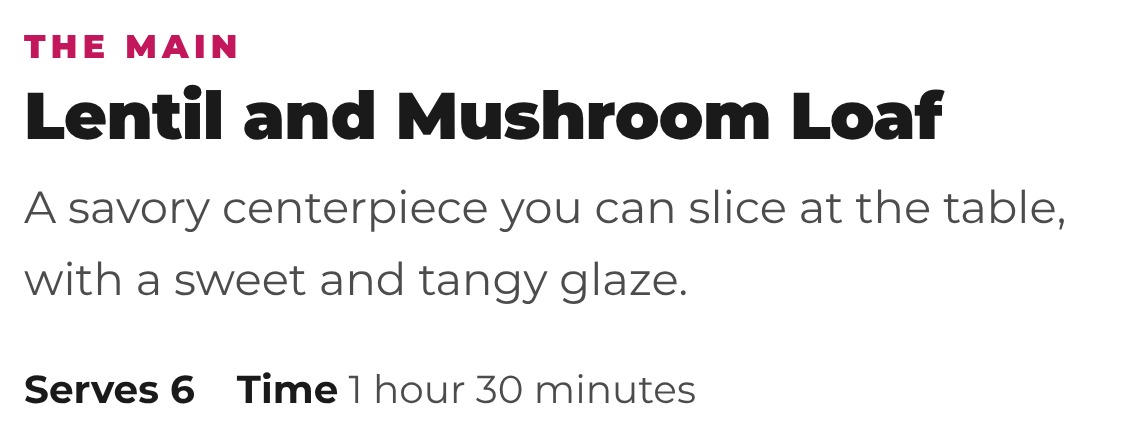 THE MAIN
Lentil and Mushroom Loaf
A savory centerpiece you can slice at the table,
with a sweet and tangy glaze.
Serves 6 Time 1 hour 30 minutes